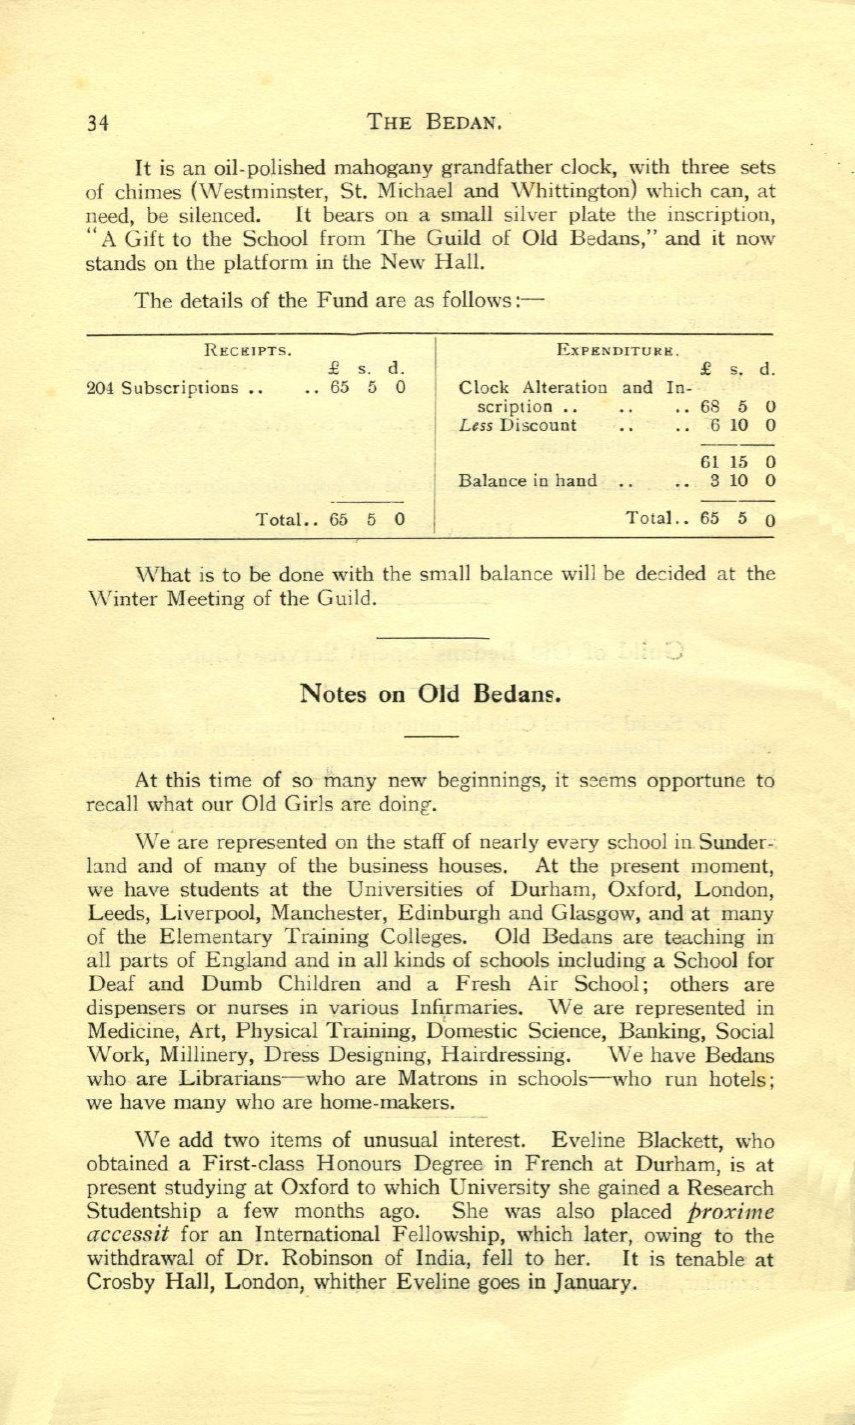 34 THE BEDAN.
It is an oil-polished mahogany grandfather clock, with three sets
of chimes (Westminster, St. Michael and Whittington) which can, at
need, be silenced. It bears on a small silver plate the inscription,
"A Gift to the School from The Guild of Old Bedans," and it now
stands on the platform in the New Hall.
The details of the Fund are as follows:—
RECEIPTS.
£ s. d.
204 Subscriptions .. .. 65 5 0
Total.. 65 5 0
EXPENDITURE.
£ s. d.
Clock Alteration and In-
scription .. .. .. 68 5 0
Less Discount .. .. 6 10 0
61 15 0
Balance in hand .. .. 3 10 0
Total.. 65 5 0
What is to be done with the small balance will be decided at the
Winter Meeting of the Guild.
Notes on Old Bedans.
At this time of so many new beginnings, it seems opportune to
recall what our Old Girls are doing.
We are represented on the staff of nearly every school in Sunder-
land and of many of the business houses. At the present moment,
we have students at the Universities of Durham, Oxford, London,
Leeds, Liverpool, Manchester, Edinburgh and Glasgow, and at many
of the Elementary Training Colleges. Old Bedans are teaching in
all parts of England and in all kinds of schools including a School for
Deaf and Dumb Children and a Fresh Air School; others are
dispensers or nurses in various Infirmaries. We are represented in
Medicine, Art, Physical Training, Domestic Science, Banking, Social
Work, Millinery, Dress Designing, Hairdressing. We have Bedans
who are Librarians—who are Matrons in schools—who run hotels;
we have many who are home-makers.
We add two items of unusual interest. Eveline Blackett, who
obtained a First-class Honours Degree in French at Durham, is at
present studying at Oxford to which University she gained a Research
Studentship a few months ago. She was also placed proxime
accessit for an International Fellowship, which later, owing to the
withdrawal of Dr. Robinson of India, fell to her. It is tenable at
Crosby Hall, London, whither Eveline goes in January.